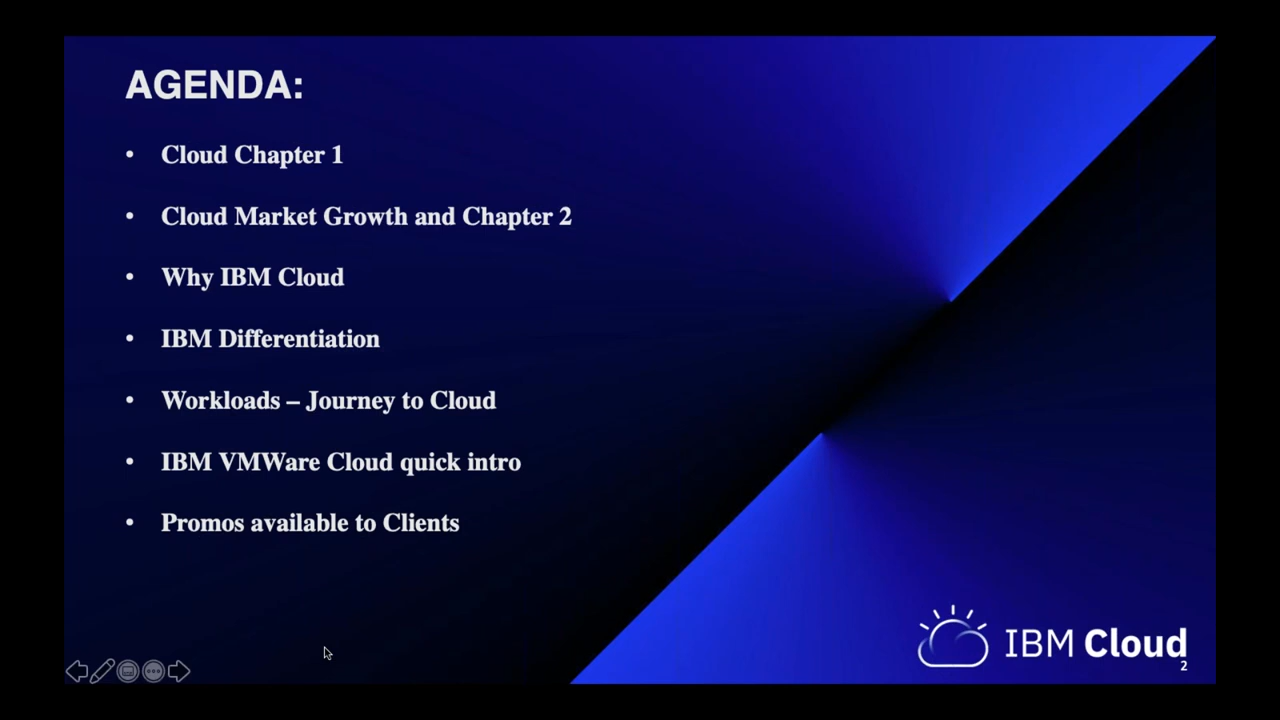 AGENDA:
• Cloud Chapter 1
• Cloud Market Growth and Chapter 2
• Why IBM Cloud
• IBM Differentiation
• Workloads – Journey to Cloud
• IBM VMWare Cloud quick intro
• Promos available to Clients
IBM Cloud
2